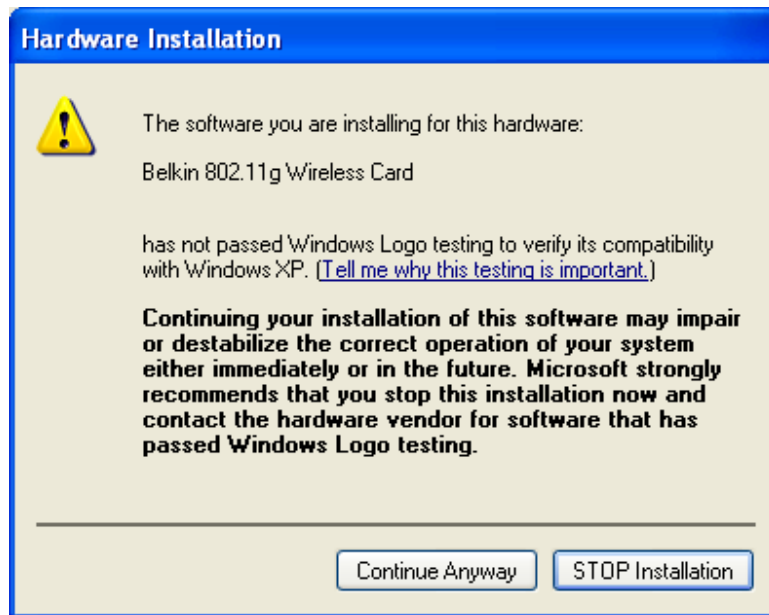 Hardware Installation
The software you are installing for this hardware:
Belkin 802.11g Wireless Card
has not passed Windows Logo testing to verify its compatibility
with Windows XP. (Tell me why this testing is important.)
Continuing your installation of this software may impair
or destabilize the correct operation of your system
either immediately or in the future. Microsoft strongly
recommends that you stop this installation now and
contact the hardware vendor for software that has
passed Windows Logo testing.
Continue Anyway STOP Installation